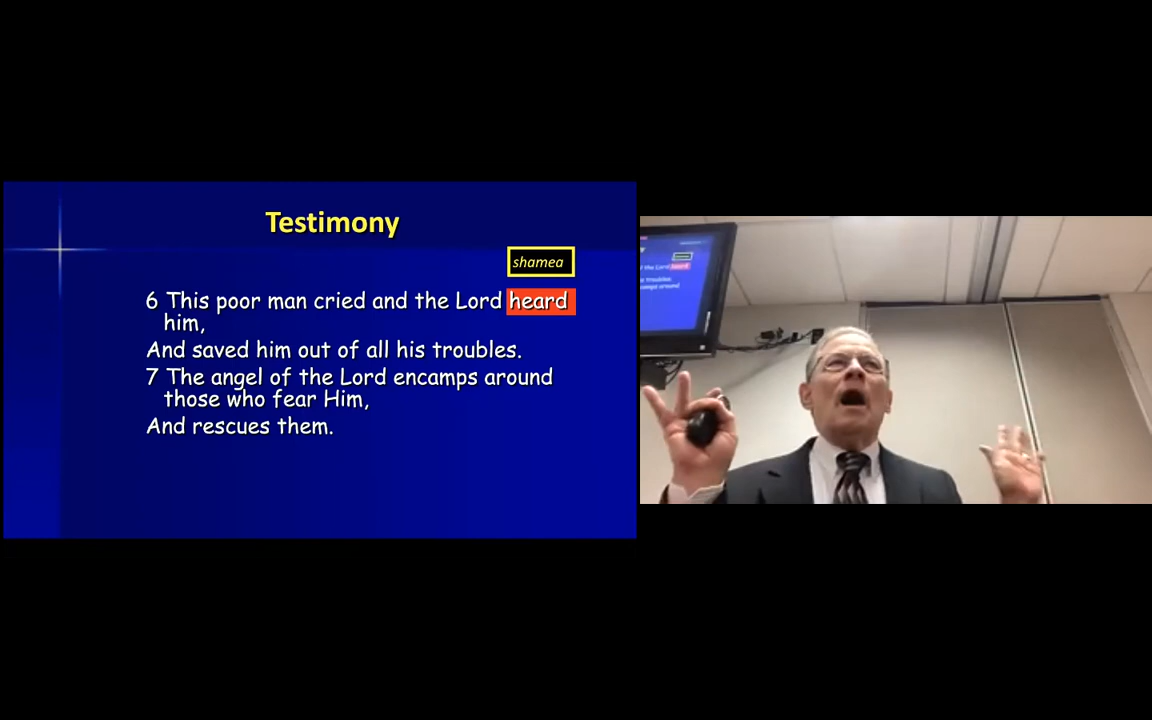 Testimony
shamea
6 This poor man cried and the Lord heard
him,
And saved him out of all his troubles.
7 The angel of the Lord encamps around
those who fear Him,
And rescues them.